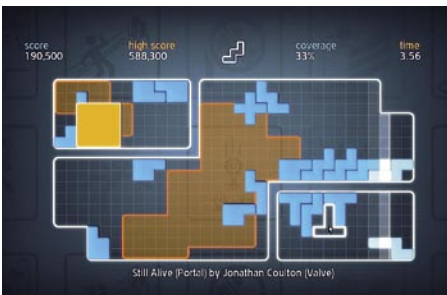 score high score coverage time
190,500 588,300 33% 3.56
Still Alive (Portal) by Jonathan Coulton (Valve)